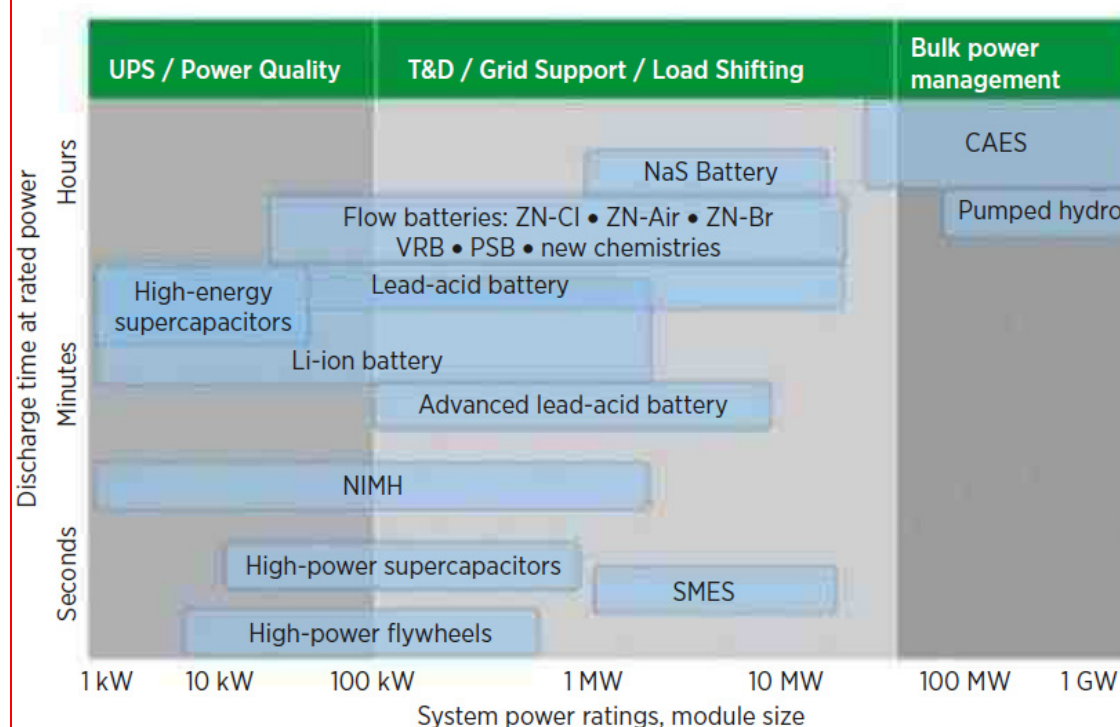 UPS / Power Quality
T&D / Grid Support / Load Shifting
Bulk power
management
Discharge time at rated power
Hours
Minutes
Seconds
CAES
NaS Battery
Pumped hydro
Flow batteries: ZN-Cl • ZN-Air • ZN-Br
VRB • PSB • new chemistries
Lead-acid battery
High-energy
supercapacitors
Li-ion battery
Advanced lead-acid battery
NIMH
High-power supercapacitors
SMES
High-power flywheels
1 kW 10 kW 100 kW 1 MW 10 MW 100 MW 1 GW
System power ratings, module size